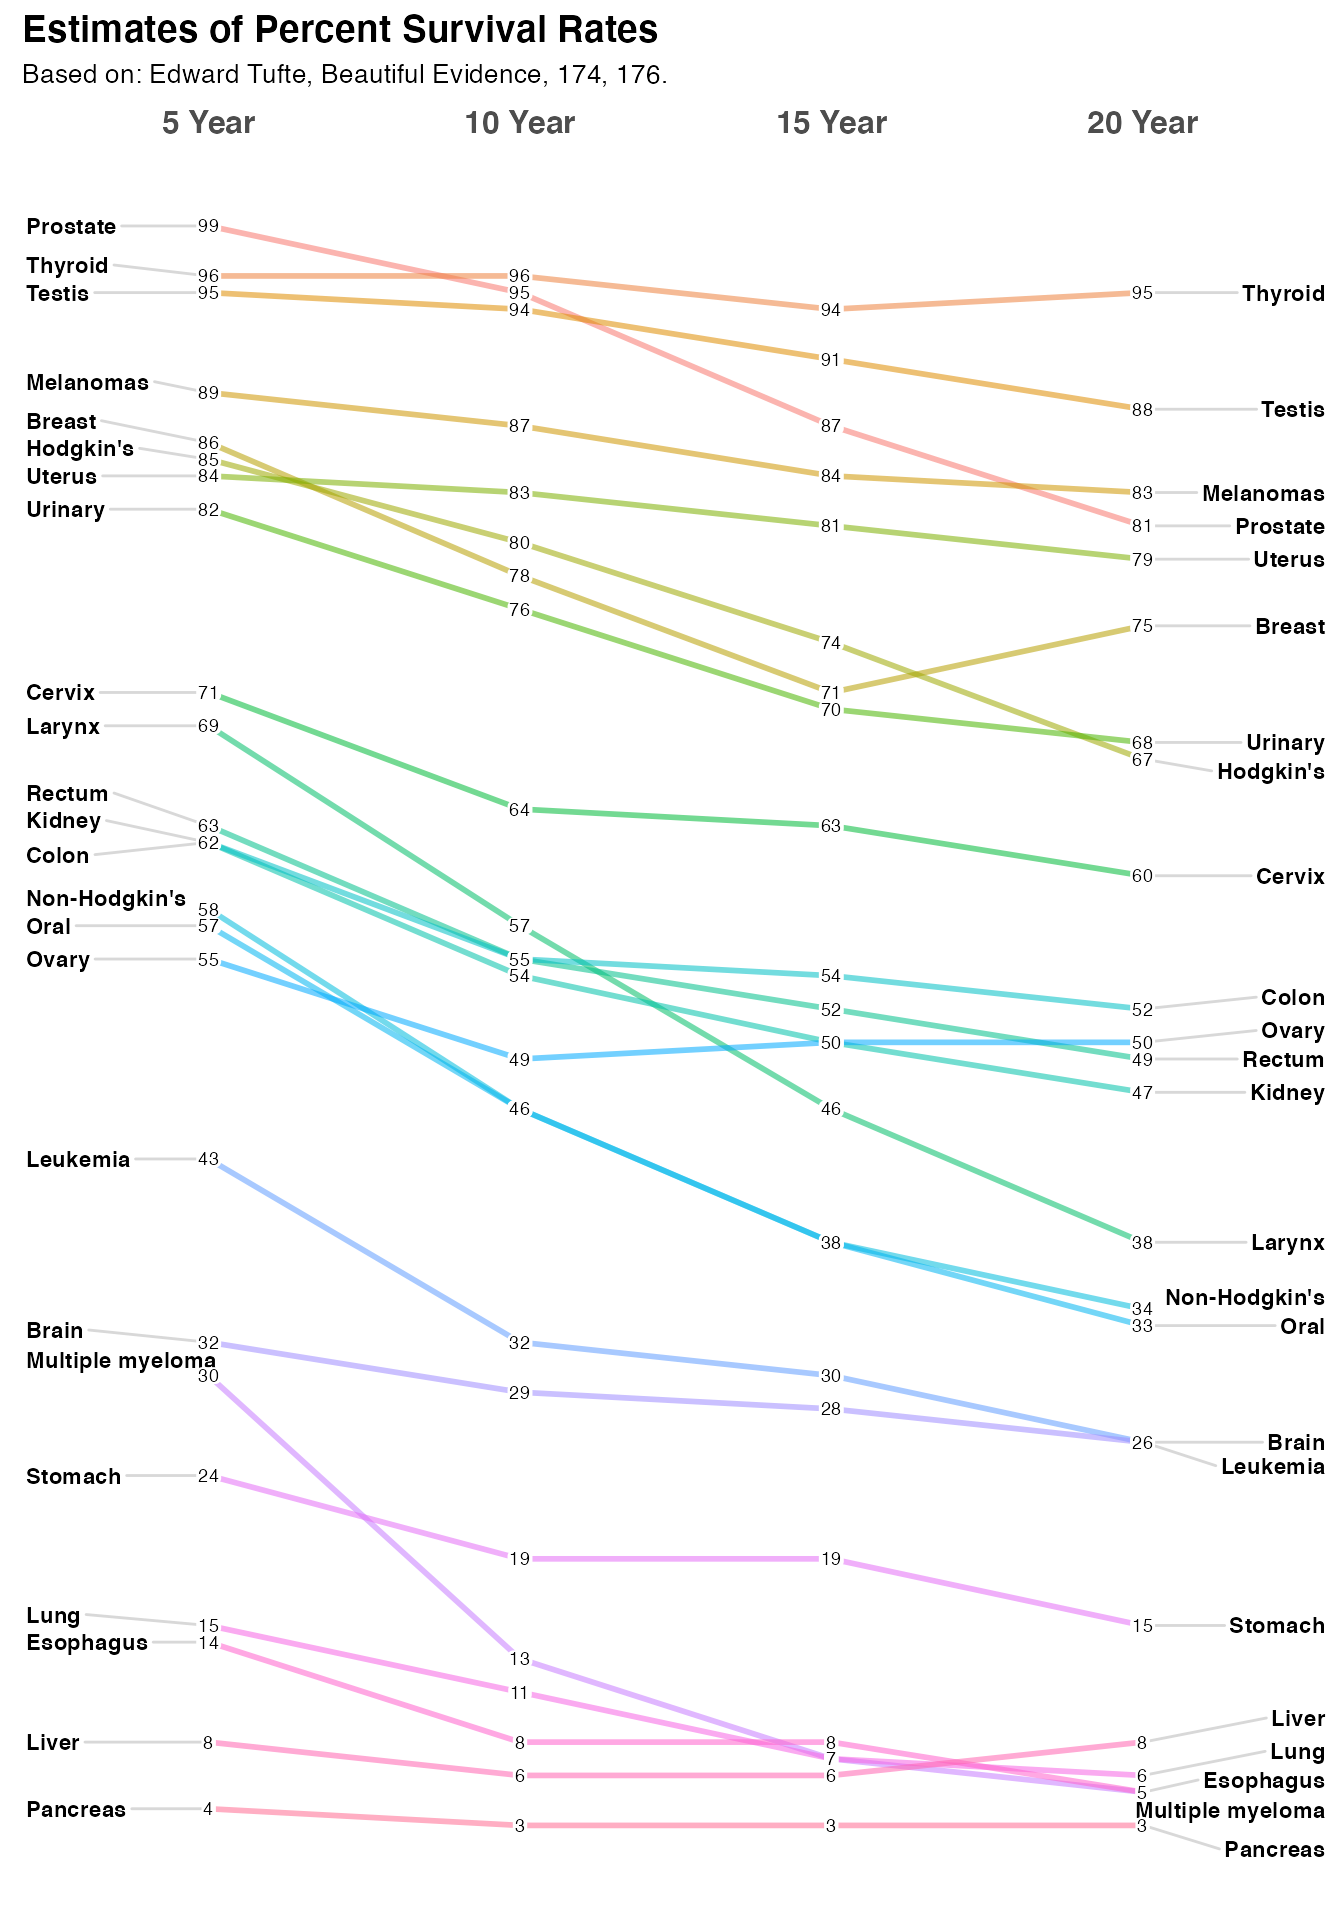 Estimates of Percent Survival Rates
Based on: Edward Tufte, Beautiful Evidence, 174, 176.
5 Year 10 Year 15 Year 20 Year
Prostate 99
Thyroid 96 96
Testis 95 95 95 Thyroid
94 94
91
Melanomas 89 88 Testis
87 87
Breast 86
Hodgkin's 85
Uterus 84 84
83 83 Melanomas
Urinary 82
81 81 Prostate
80 79 Uterus
78
76 75 Breast
74
Cervix 71 71
70
Larynx 69 68 Urinary
67 Hodgkin's
64
Rectum 63 63
Kidney
Colon 62
60 Cervix
Non-Hodgkin's 58
Oral 57 57
Ovary 55 55
54 54
52 52 Colon
50 50 Ovary
49 49 Rectum
47 Kidney
46 46
Leukemia 43
38 38 Larynx
34 Non-Hodgkin's
33 Oral
Brain 32 32
Multiple myeloma
30 30
29
28
26 Brain
Leukemia
Stomach 24
19 19
Lung 15 15 Stomach
Esophagus 14
13
11
Liver 8 8 8 8 Liver
7
6 6 6 Lung
5 Esophagus
Multiple myeloma
Pancreas 4
3 3 3
Pancreas